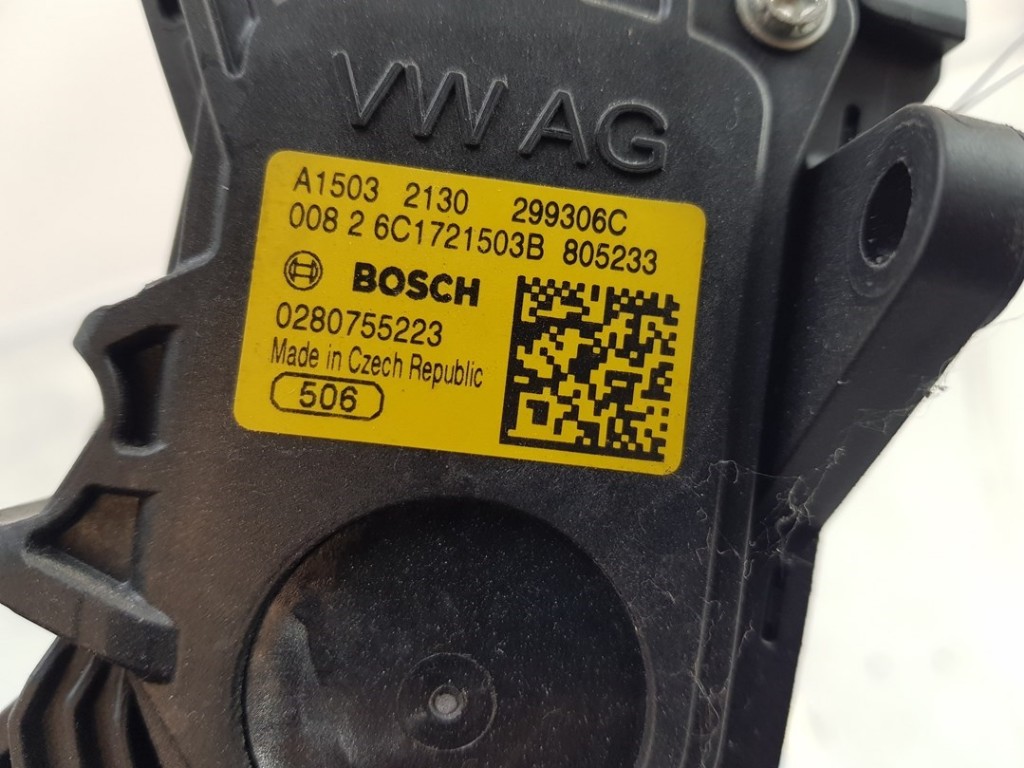 VW AG
A1503 2130 299306C
008 2 6C1721503B 805233
BOSCH
0280755223
Made in Czech Republic
506